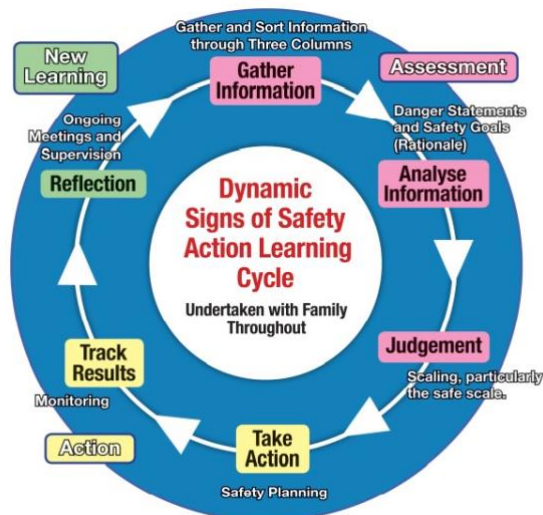 Gather and Sort Information
through Three Columns
New
Learning
Gather
Information
Assessment
Ongoing
Meetings and
Supervision
Reflection
Danger Statements
and Safety Goals
(Rationale)
Analyse
Information
Dynamic
Signs of Safety
Action Learning
Cycle
Undertaken with Family
Throughout
Judgement
Scaling, particularly
the safe scale.
Track
Results
Monitoring
Action
Take
Action
Safety Planning